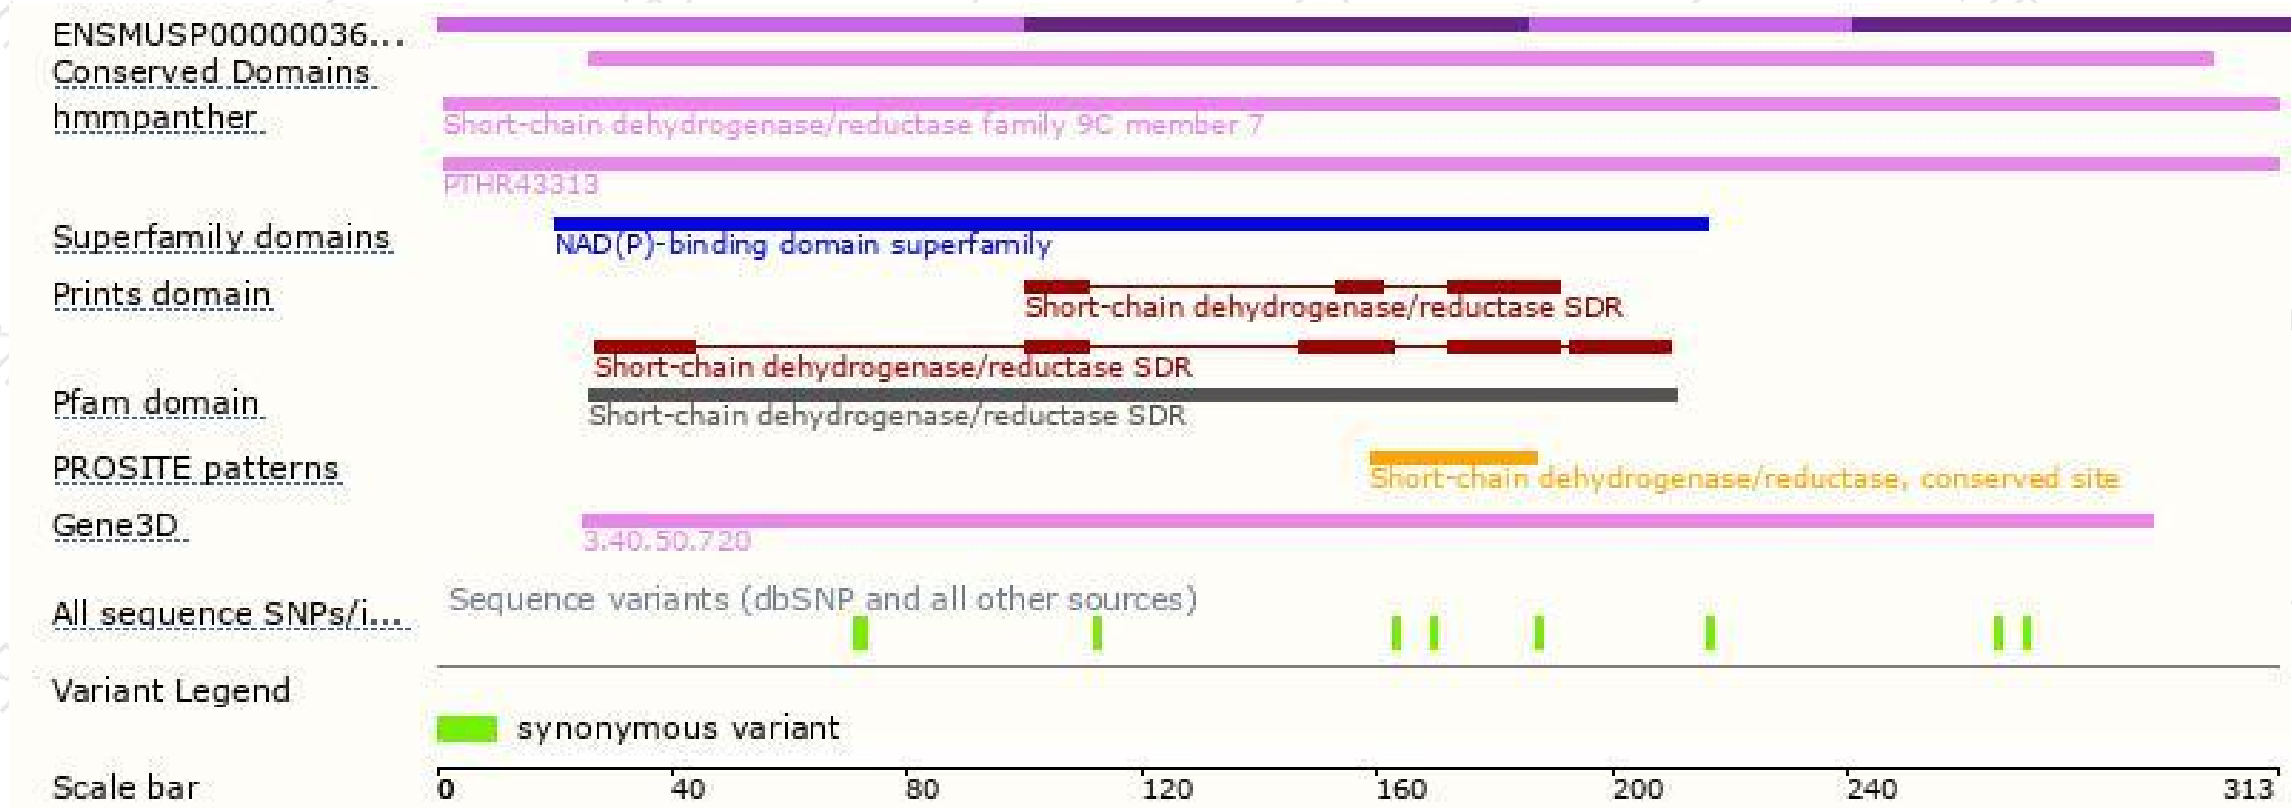 ENSMUSP00000036...
Conserved Domains
hmmpanther
Short-chain dehydrogenase/reductase family 9C member 7
PTHR43313
Superfamily domains
NAD(P)-binding domain superfamily
Prints domain
Short-chain dehydrogenase/reductase SDR
Short-chain dehydrogenase/reductase SDR
Pfam domain
Short-chain dehydrogenase/reductase SDR
PROSITE patterns
Short-chain dehydrogenase/reductase, conserved site
Gene3D
3.40.50.720
All sequence SNPs/i...
Sequence variants (dbSNP and all other sources)
Variant Legend
synonymous variant
Scale bar
0 40 80 120 160 200 240 313